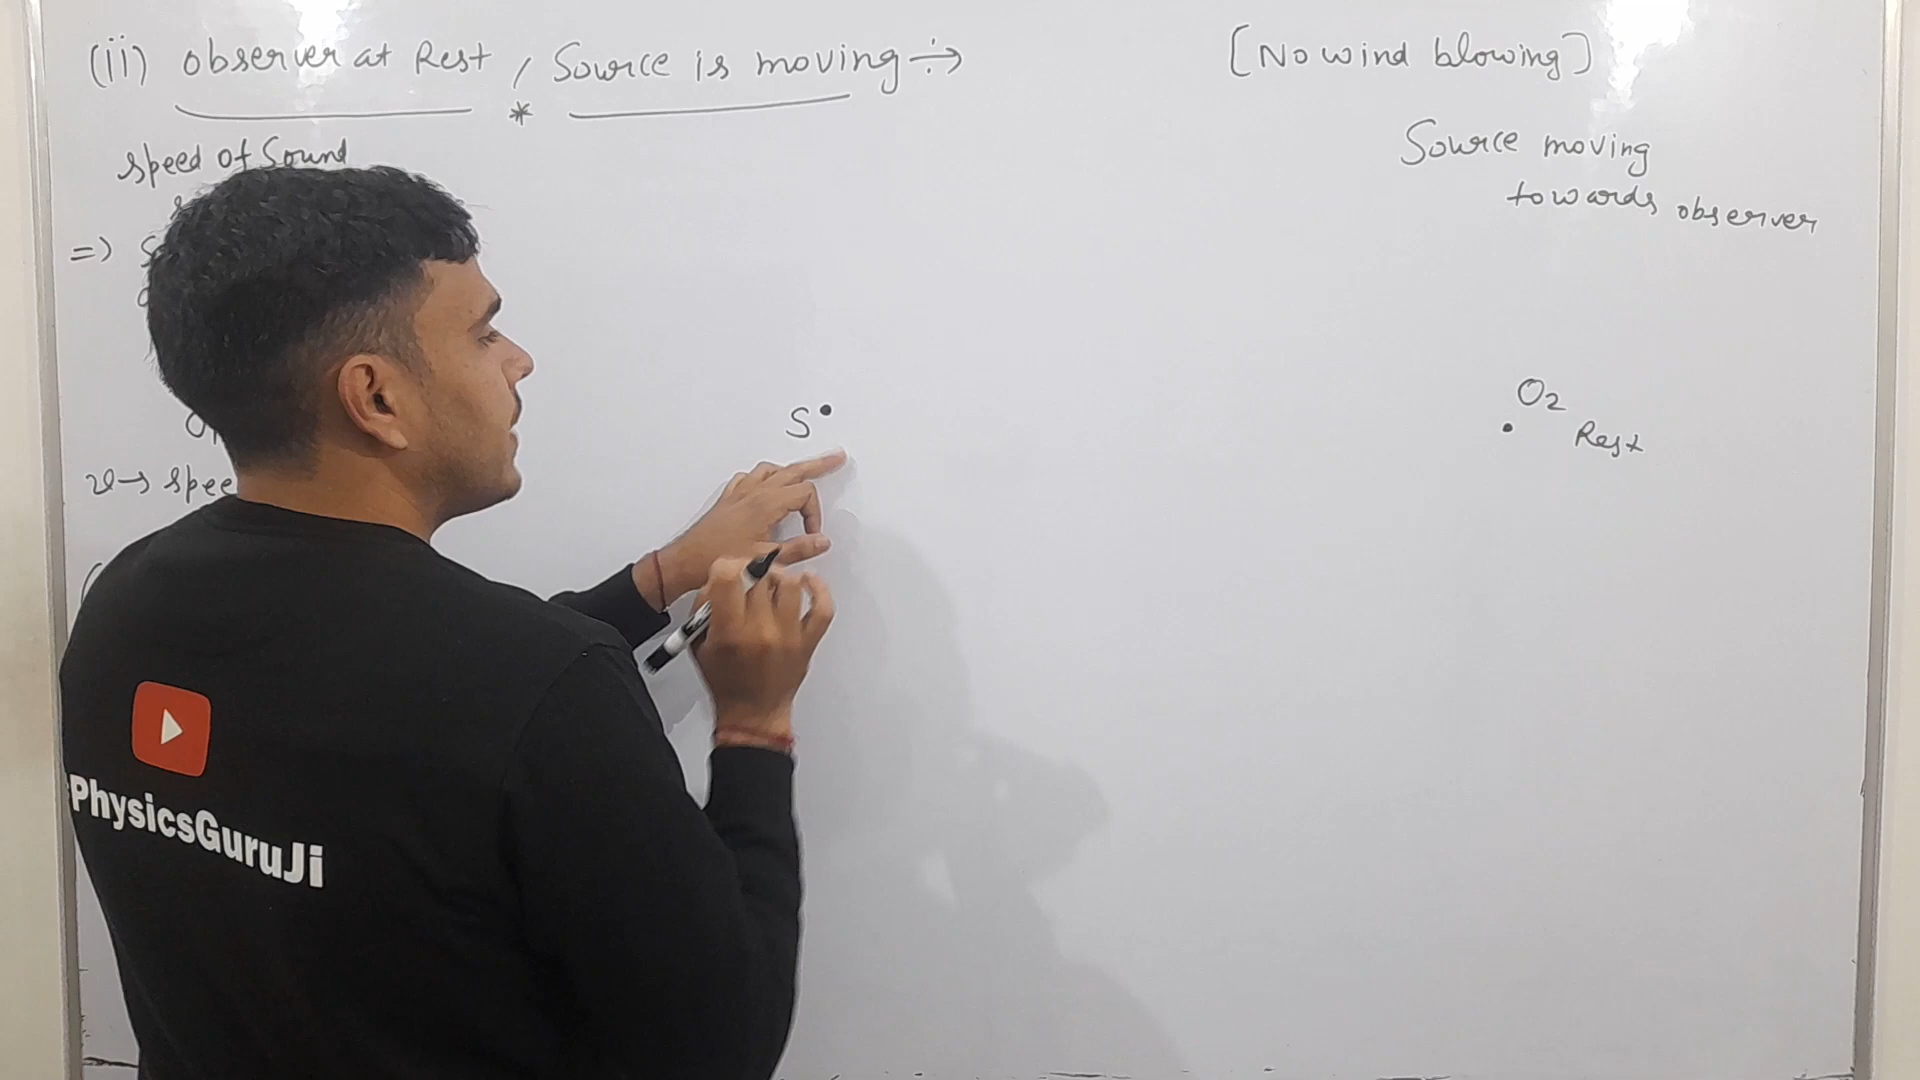 (ii) observer at Rest, Source is moving ÷→
[No wind blowing]
*
Speed of Sound
Source moving
towards observer
=> S
O2
S
Rest
v→ spee
PhysicsGuruJi